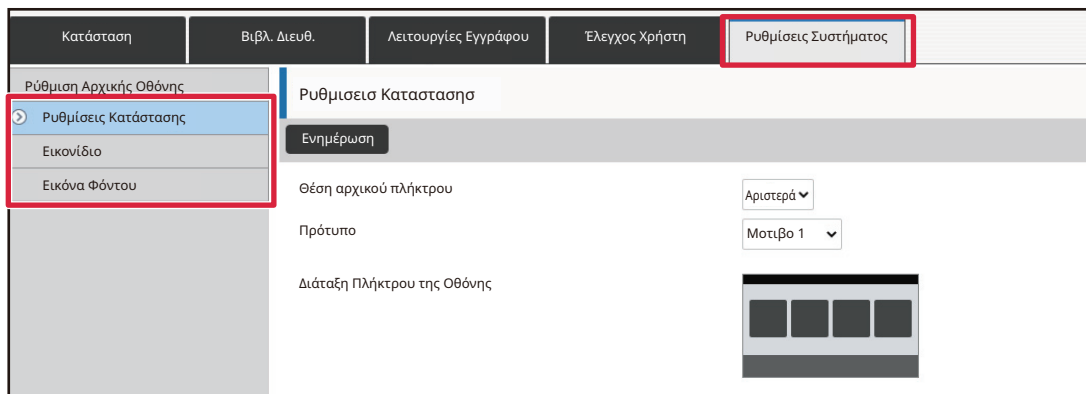 Κατάσταση
Βιβλ. Διευθ.
Λειτουργίες Εγγράφου
Έλεγχος Χρήστη
Ρυθμίσεις Συστήματος
Ρύθμιση Αρχικής Οθόνης
Ρυθμίσεις Κατάστασης
Εικονίδιο
Εικόνα Φόντου
Ρυθμισεισ Καταστασησ
Ενημέρωση
Θέση αρχικού πλήκτρου
Αριστερά
Πρότυπο
Μοτιβο 1
Διάταξη Πλήκτρου της Οθόνης